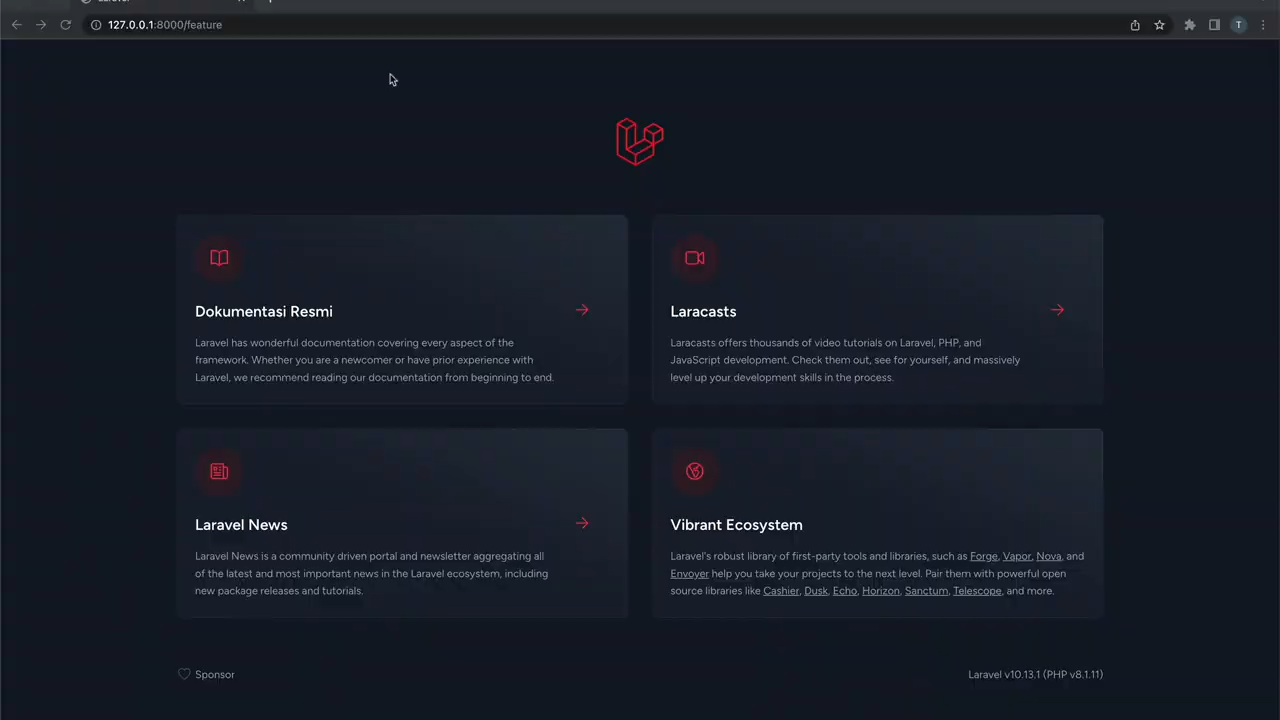 127.0.0.1:8000/feature
T
Dokumentasi Resmi
Laravel has wonderful documentation covering every aspect of the
framework. Whether you are a newcomer or have prior experience with
Laravel, we recommend reading our documentation from beginning to end.
Laracasts
Laracasts offers thousands of video tutorials on Laravel, PHP, and
JavaScript development. Check them out, see for yourself, and massively
level up your development skills in the process.
Laravel News
Laravel News is a community driven portal and newsletter aggregating all
of the latest and most important news in the Laravel ecosystem, including
new package releases and tutorials.
Vibrant Ecosystem
Laravel's robust library of first-party tools and libraries, such as Forge, Vapor, Nova, and
Envoyer help you take your projects to the next level. Pair them with powerful open
source libraries like Cashier, Dusk, Echo, Horizon, Sanctum, Telescope, and more.
Sponsor
Laravel v10.13.1 (PHP v8.1.11)